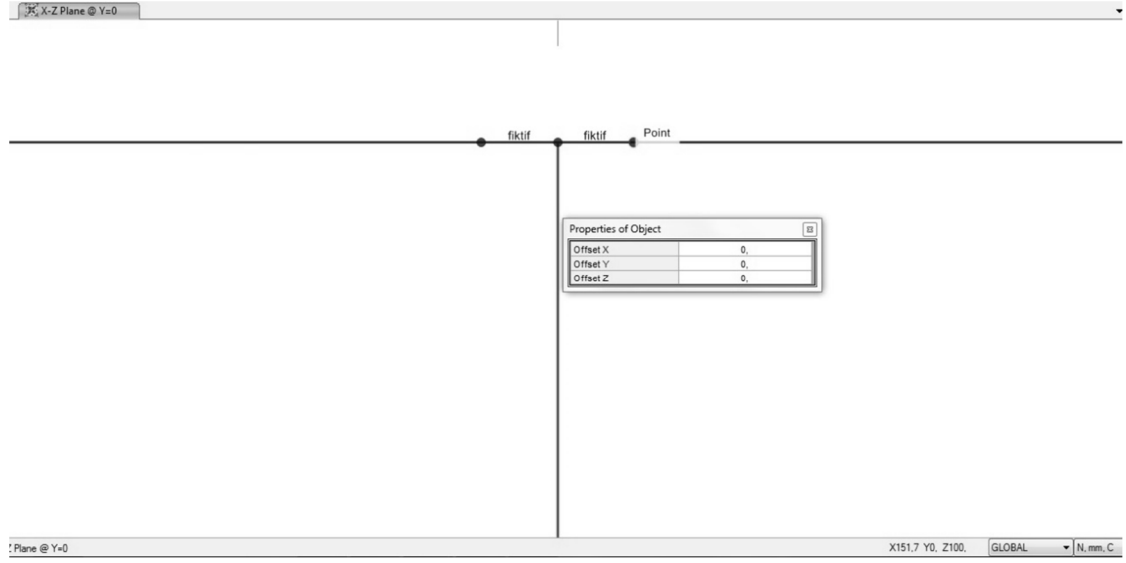 X-Z Plane @ Y=0
fiktif fiktif Point
Properties of Object
Offset X 0,
Offset Y 0,
Offset Z 0,
Plane @ Y=0 X151,7 Y0, Z100, GLOBAL N, mm, C